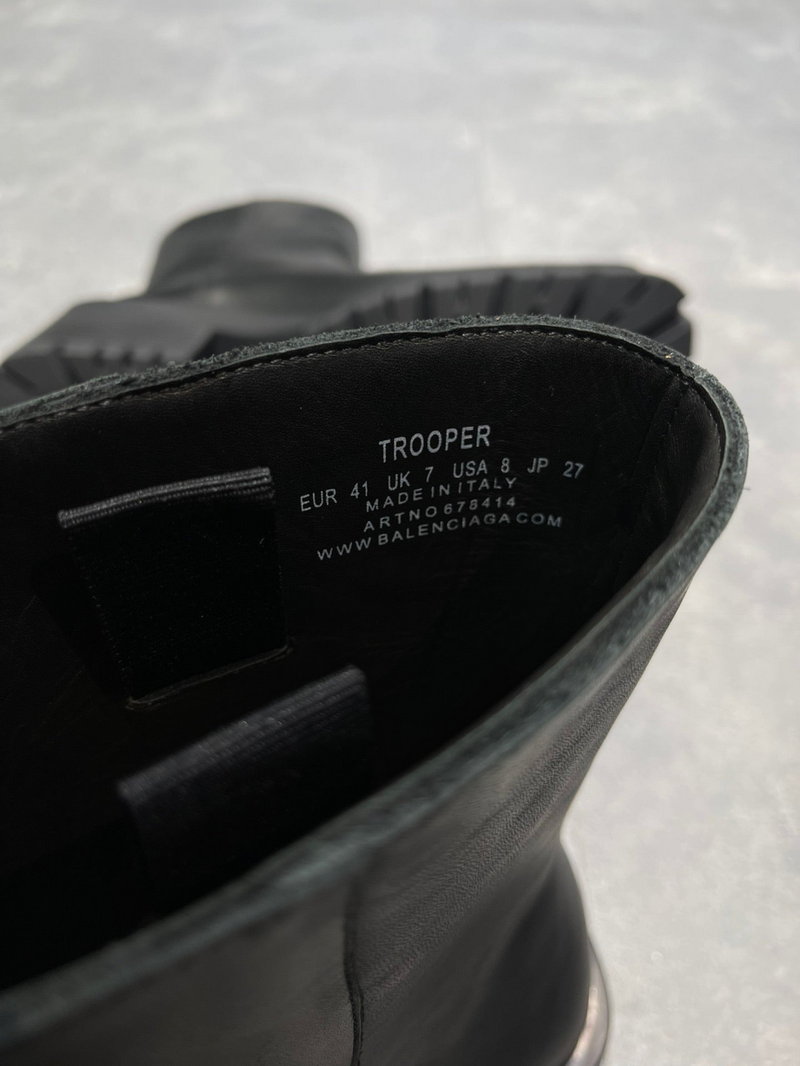 TROOPER
EUR 41 UK 7 USA 8 JP 27
MADE IN ITALY
ARTNO678414
WWW.BALENCIAGA.COM